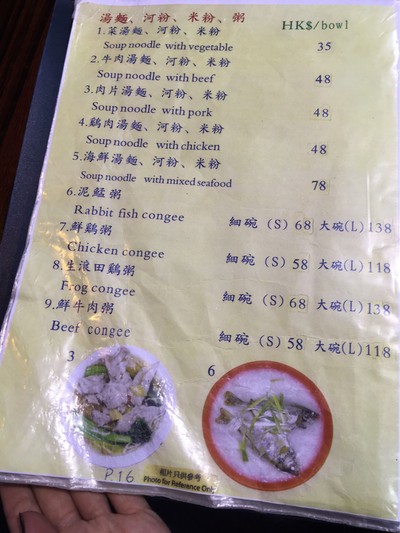 湯麵、河粉、米粉、粥 HK$/bowl
1.菜湯麵、河粉、米粉
Soup noodle with vegetable 35
2.牛肉湯麵、河粉、米粉
Soup noodle with beef 48
3.肉片湯麵、河粉、米粉
Soup noodle with pork 48
4.鷄肉湯麵、河粉、米粉
Soup noodle with chicken 48
5.海鮮湯麵、河粉、米粉
Soup noodle with mixed seafood 78
6.泥鯭粥
Rabbit fish congee 細碗 (S) 68 大碗(L)138
7.鮮鷄粥
Chicken congee 細碗 (S) 58 大碗(L)118
8.生滾田鷄粥
Frog congee 細碗 (S) 68 大碗(L)138
9.鮮牛肉粥
Beef congee 細碗 (S) 58 大碗(L)118
3 6
相片只供參考
Photo for Reference Only
P.16